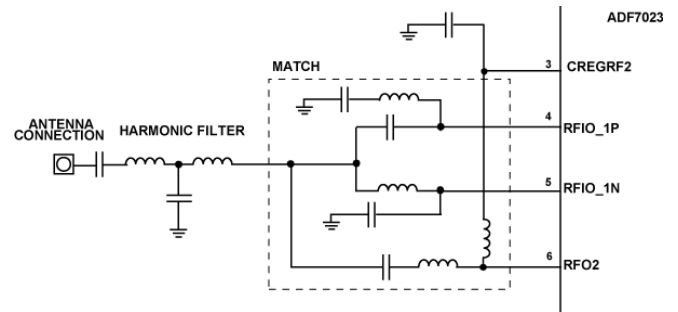 ADF7023
3 CREGRF2
MATCH
4 RFIO_1P
ANTENNA
CONNECTION
HARMONIC FILTER
5 RFIO_1N
6 RFO2